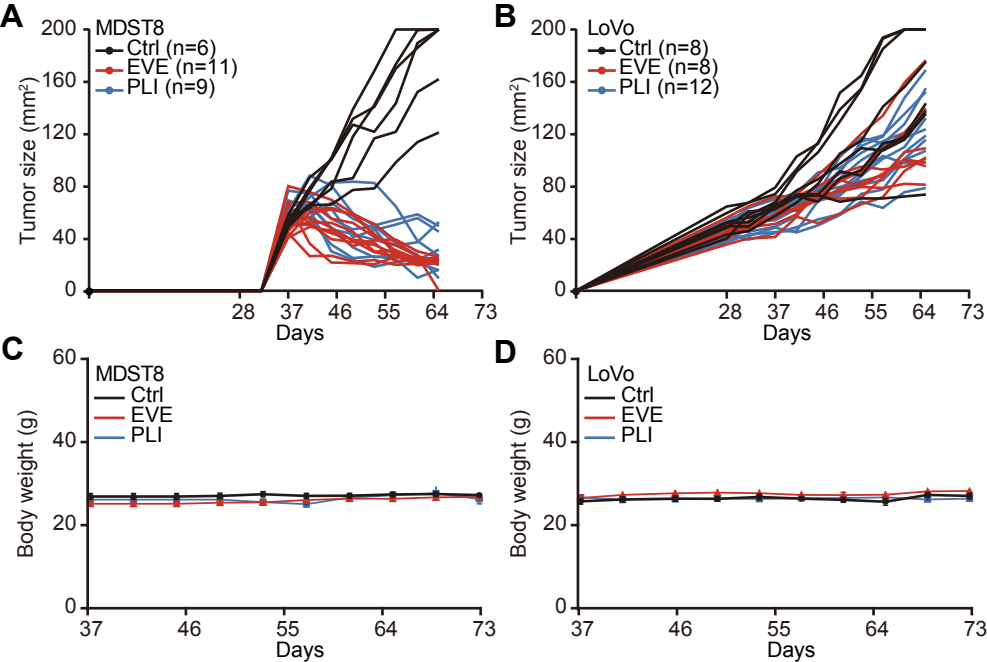 A
MDST8
Ctrl (n=6)
EVE (n=11)
PLI (n=9)
Tumor size (mm²)
200
160
120
80
40
0
28 37 46 55 64 73
Days
B
LoVo
Ctrl (n=8)
EVE (n=8)
PLI (n=12)
Tumor size (mm²)
200
160
120
80
40
0
28 37 46 55 64 73
Days
C
MDST8
Ctrl
EVE
PLI
Body weight (g)
60
40
20
0
37 46 55 64 73
Days
D
LoVo
Ctrl
EVE
PLI
Body weight (g)
60
40
20
0
37 46 55 64 73
Days